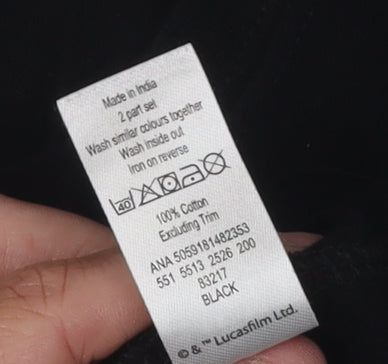 Made in India
2 part set
Wash similar colours together
Wash inside out
Iron on reverse
40
100% Cotton
Excluding Trim
ANA 5059181482353
551 5513 2526 200
83217
BLACK
©&™ Lucasfilm Ltd.